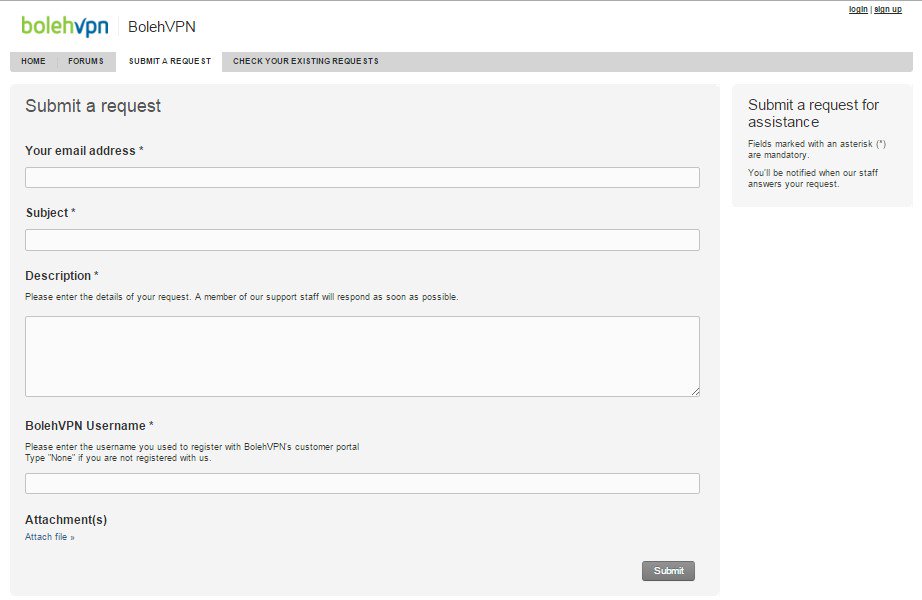 login | sign up
bolehvpn BolehVPN
HOME FORUMS SUBMIT A REQUEST CHECK YOUR EXISTING REQUESTS
Submit a request
Your email address *
Subject *
Description *
Please enter the details of your request. A member of our support staff will respond as soon as possible.
BolehVPN Username *
Please enter the username you used to register with BolehVPN's customer portal
Type "None" if you are not registered with us.
Attachment(s)
Attach file »
Submit
Submit a request for
assistance
Fields marked with an asterisk (*)
are mandatory.
You'll be notified when our staff
answers your request.